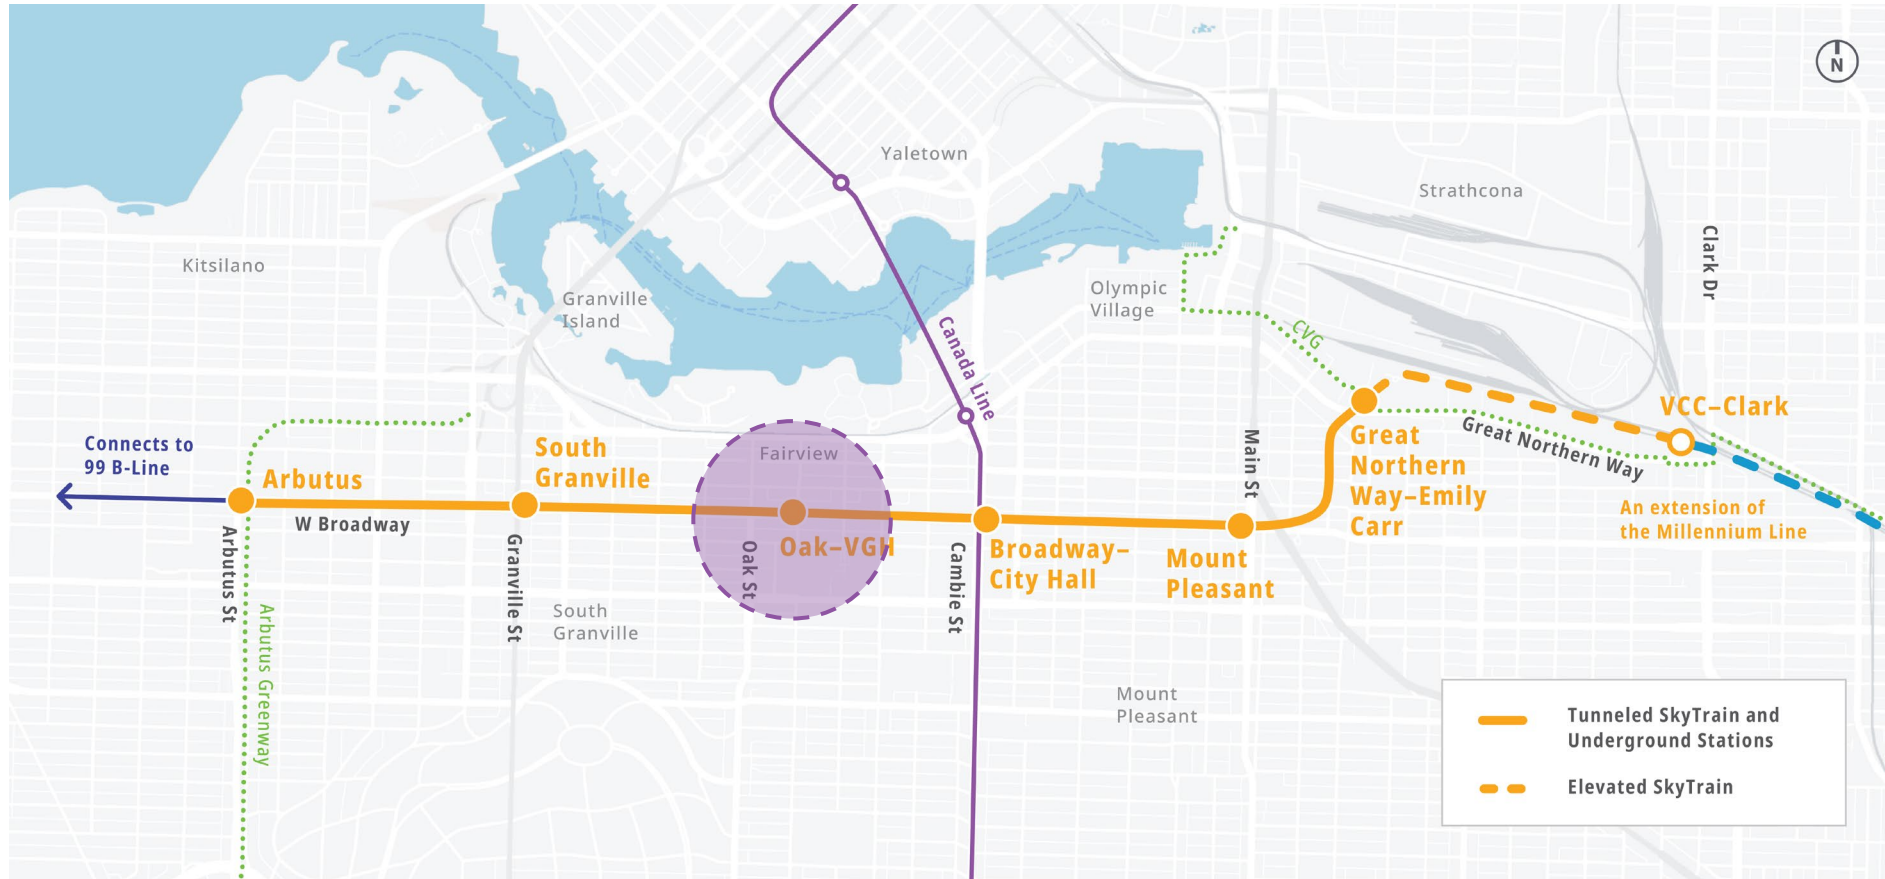 N
Yaletown
Strathcona
Clark Dr
Kitsilano
Granville
Island
Olympic
Village
Canada Line
CVG
VCC–Clark
Great Northern Way
Connects to
99 B-Line
Arbutus
South
Granville
Fairview
Main St
Great
Northern
Way–Emily
Carr
An extension of
the Millennium Line
W Broadway
Arbutus St
Granville St
Oak St
Oak–VGH
Cambie St
Broadway–
City Hall
Mount
Pleasant
South
Granville
Arbutus Greenway
Mount
Pleasant
Tunneled SkyTrain and
Underground Stations
Elevated SkyTrain